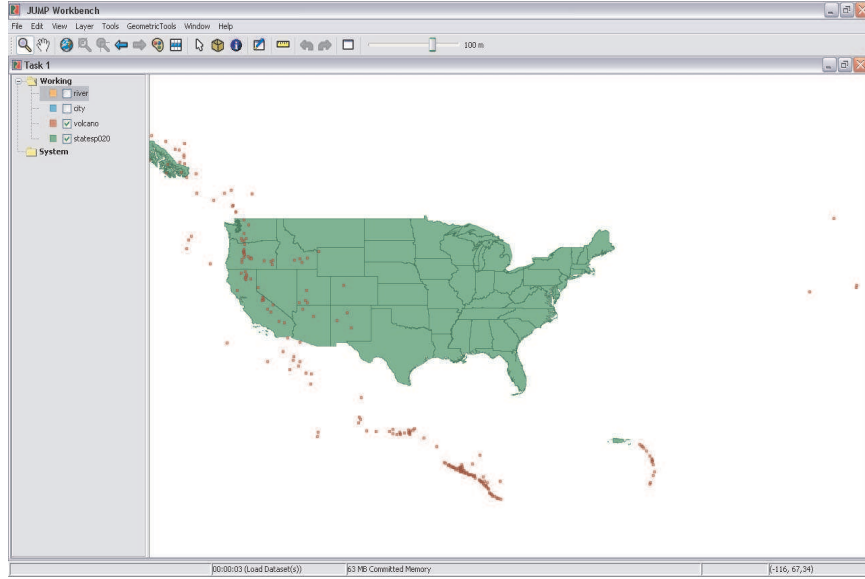 JUMP Workbench
File Edit View Layer Tools GeometricTools Window Help
100 m
Task 1
Working
river
city
volcano
statesp020
System
00:00:03 (Load Dataset(s)) 63 MB Committed Memory (-116, 67,34)